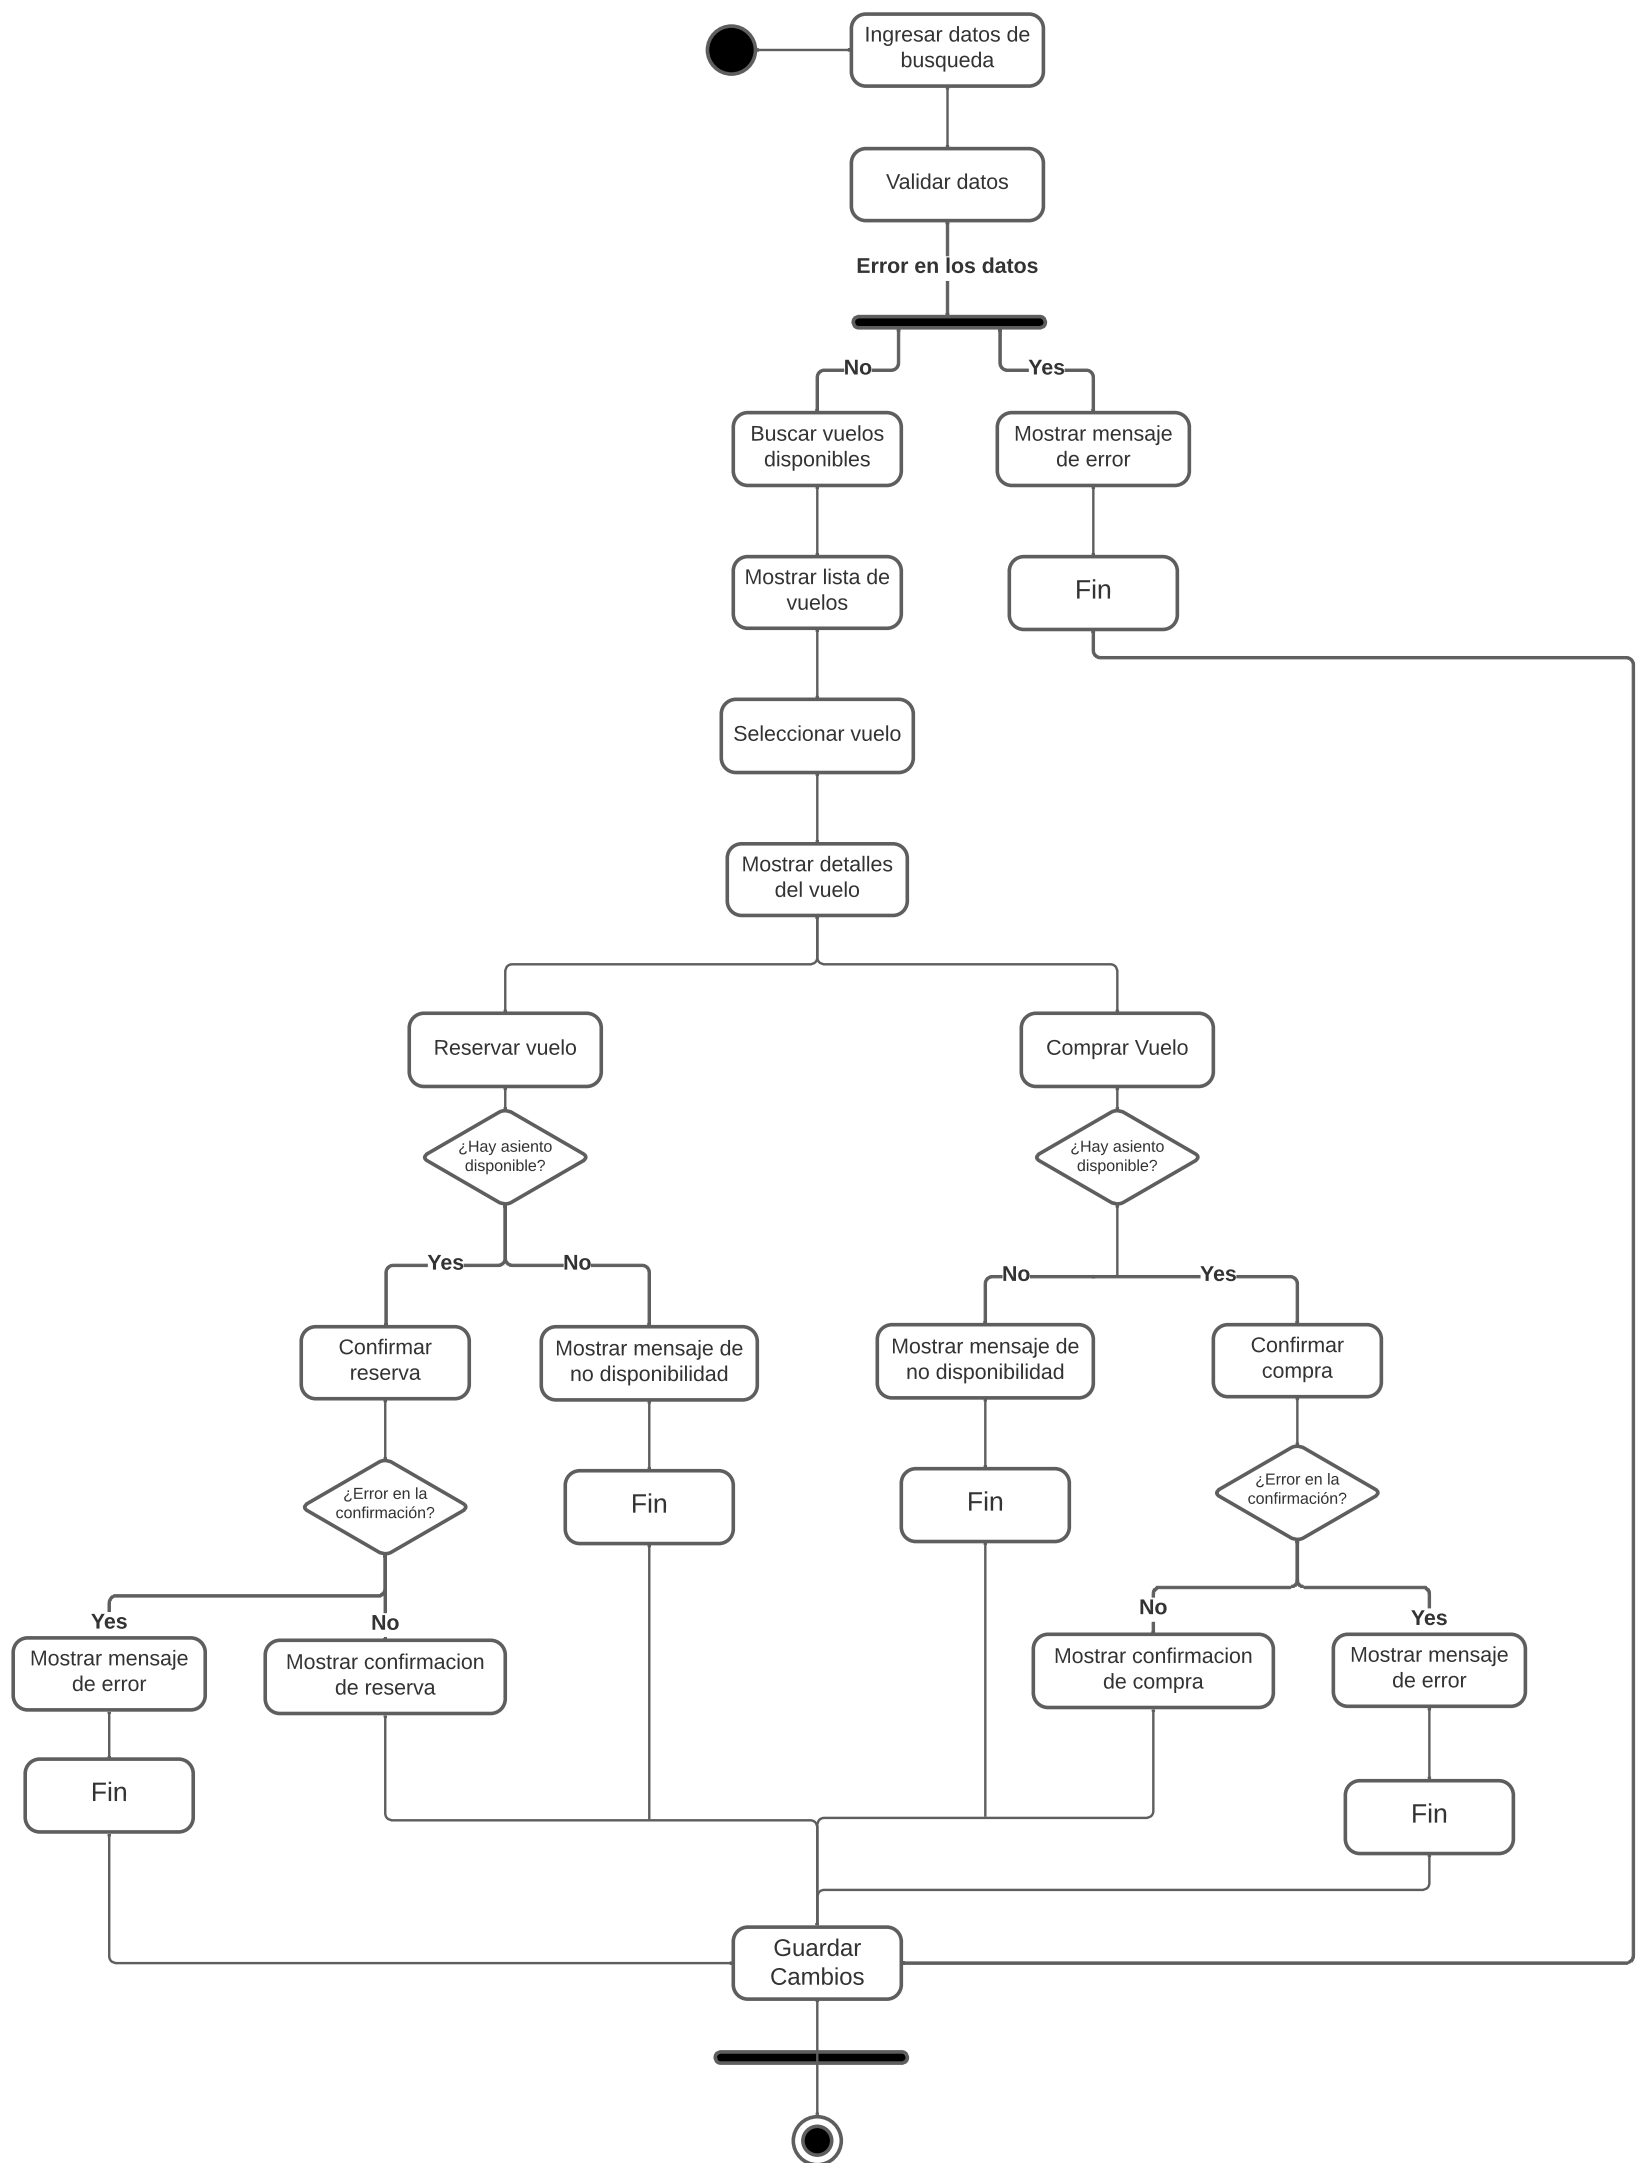 Ingresar datos de
busqueda
Validar datos
Error en los datos
No
Yes
Buscar vuelos
disponibles
Mostrar mensaje
de error
Mostrar lista de
vuelos
Fin
Seleccionar vuelo
Mostrar detalles
del vuelo
Reservar vuelo
Comprar Vuelo
¿Hay asiento
disponible?
¿Hay asiento
disponible?
Yes
No
No
Yes
Confirmar
reserva
Mostrar mensaje de
no disponibilidad
Mostrar mensaje de
no disponibilidad
Confirmar
compra
¿Error en la
confirmación?
Fin
Fin
¿Error en la
confirmación?
Yes
No
No
Yes
Mostrar mensaje
de error
Mostrar confirmacion
de reserva
Mostrar confirmacion
de compra
Mostrar mensaje
de error
Fin
Fin
Guardar
Cambios